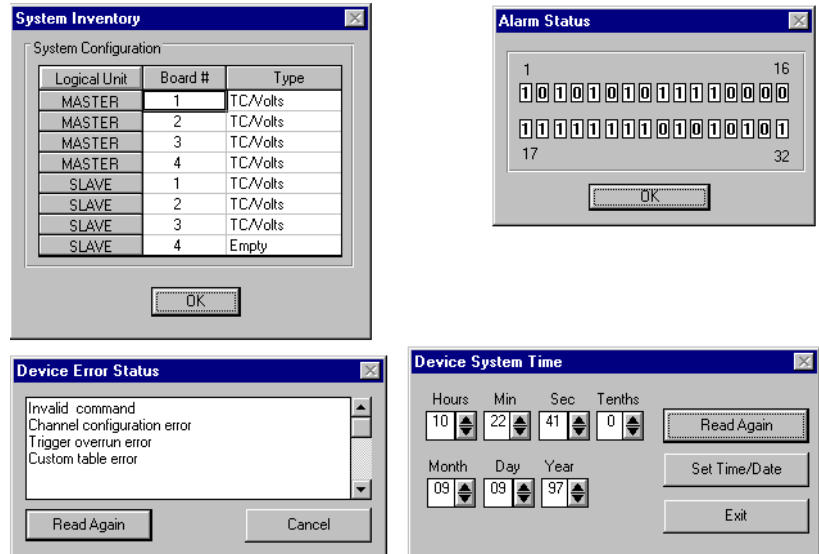 System Inventory
System Configuration
Logical Unit Board # Type
MASTER 1 TC/Volts
MASTER 2 TC/Volts
MASTER 3 TC/Volts
MASTER 4 TC/Volts
SLAVE 1 TC/Volts
SLAVE 2 TC/Volts
SLAVE 3 TC/Volts
SLAVE 4 Empty
OK
Alarm Status
1 16
1 0 1 0 1 0 1 0 1 1 1 1 0 0 0 0
1 1 1 1 1 1 1 1 0 1 0 1 0 1 0 1
17 32
OK
Device Error Status
Invalid command
Channel configuration error
Trigger overrun error
Custom table error
Read Again Cancel
Device System Time
Hours Min Sec Tenths
10 22 41 0
Read Again
Month Day Year
09 09 97
Set Time/Date
Exit